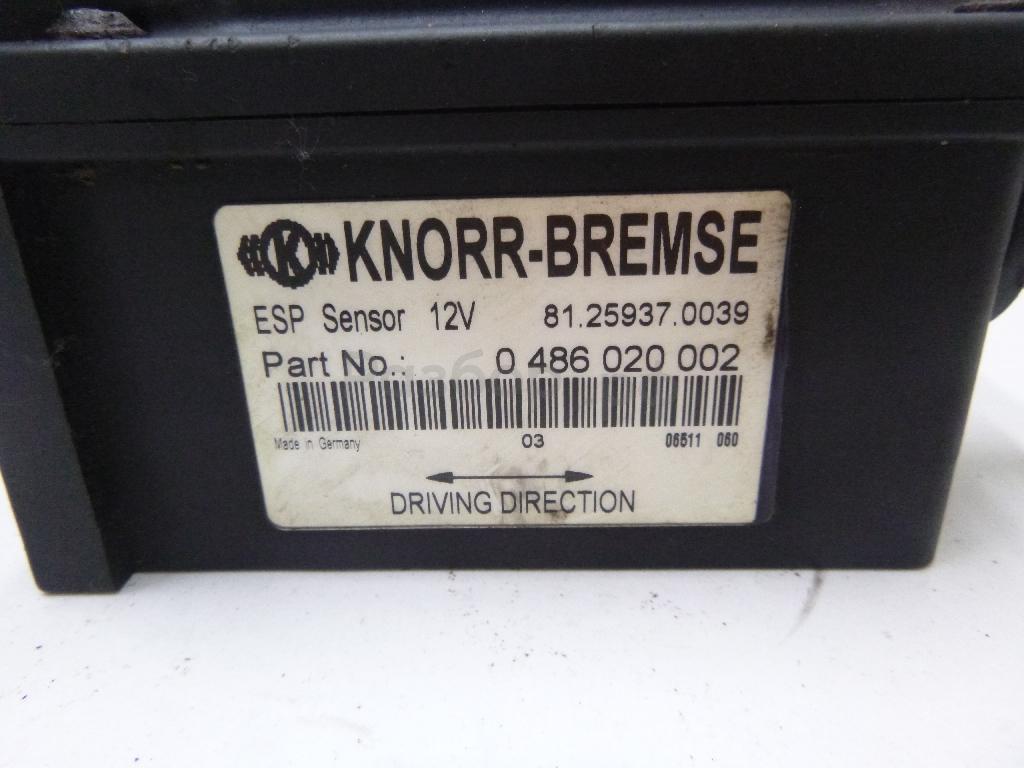 KNORR-BREMSE
ESP Sensor 12V 81.25937.0039
Part No.: 0 486 020 002
Made in Germany 03 06511 060
DRIVING DIRECTION